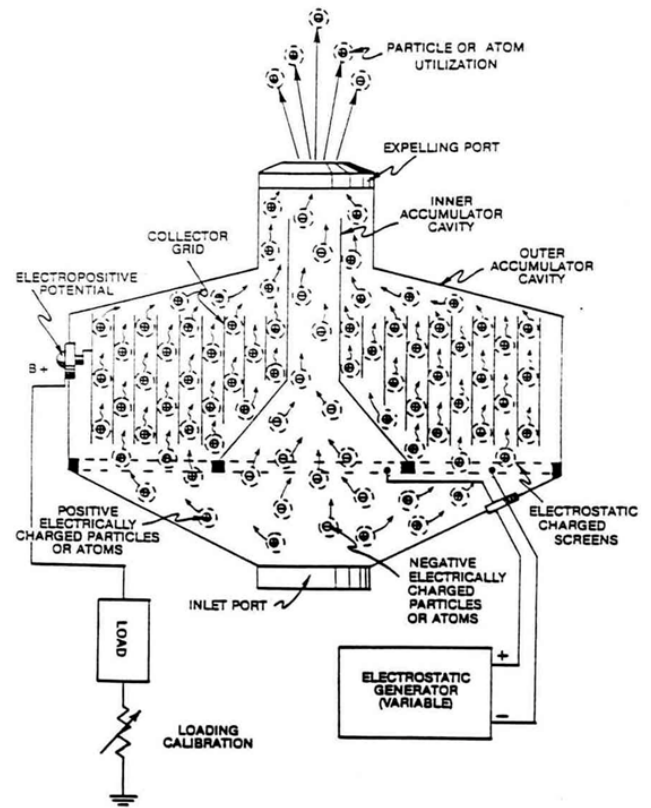 PARTICLE OR ATOM
UTILIZATION
EXPELLING PORT
INNER
ACCUMULATOR
CAVITY
COLLECTOR
GRID
OUTER
ACCUMULATOR
CAVITY
ELECTROPOSITIVE
POTENTIAL
B+
POSITIVE
ELECTRICALLY
CHARGED PARTICLES
OR ATOMS
ELECTROSTATIC
CHARGED
SCREENS
NEGATIVE
ELECTRICALLY
CHARGED
PARTICLES
OR ATOMS
INLET PORT
LOAD
+
ELECTROSTATIC
GENERATOR
(VARIABLE)
-
LOADING
CALIBRATION